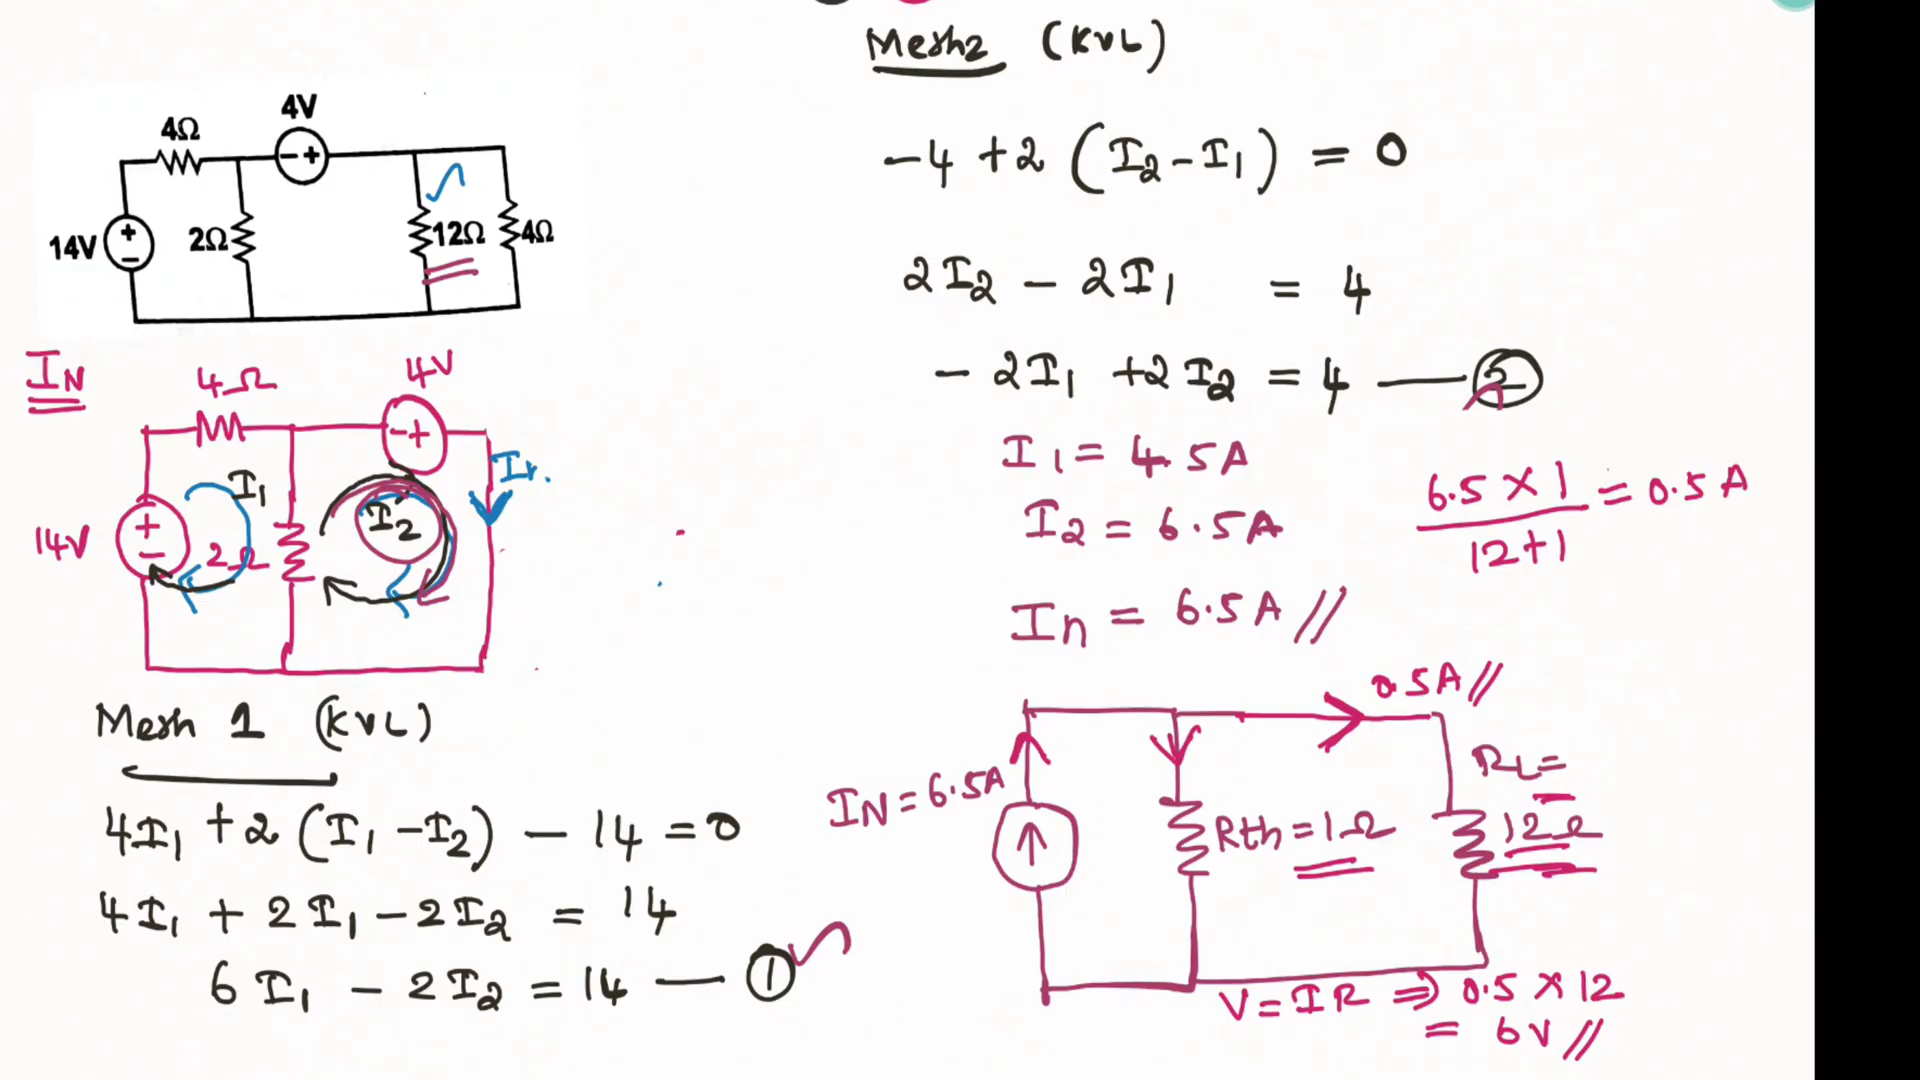 4V
4Ω
14V
2Ω
12Ω
4Ω
IN
4Ω
4V
14V
I1
2Ω
I2
Mesh 1 (KVL)
4I1 + 2 (I1 - I2) - 14 = 0
4I1 + 2I1 - 2I2 = 14
6I1 - 2I2 = 14 — ①
Mesh2 (KVL)
-4 + 2 (I2 - I1) = 0
2I2 - 2I1 = 4
- 2I1 + 2I2 = 4 — ②
I1 = 4.5A
I2 = 6.5A
In = 6.5A //
6.5 × 1 / 12+1 = 0.5 A
0.5A //
IN = 6.5A
Rth = 1Ω
RL =
12Ω
V = IR ⇒ 0.5 × 12
= 6V //